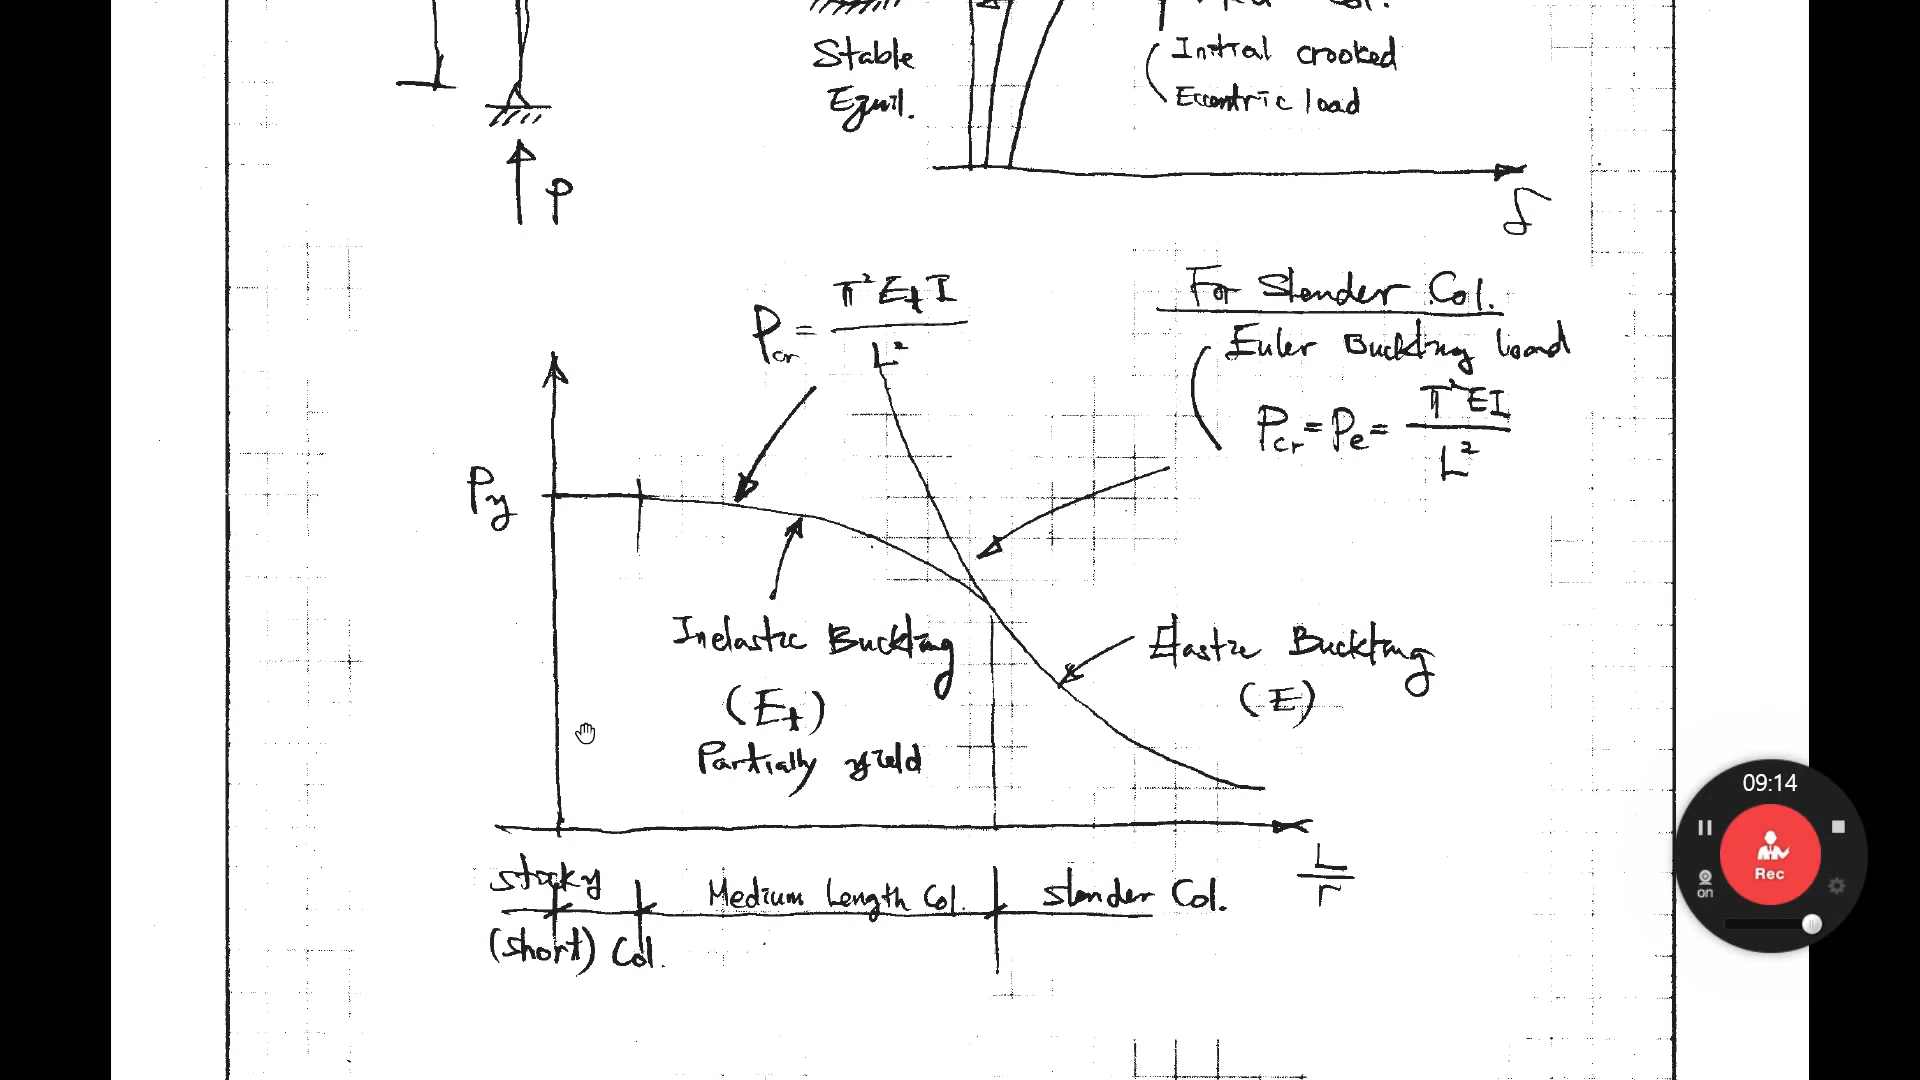 Stable
Equil.
Initial crooked
Eccentric load
P
δ
Pcr = π²EtI / L²
For Slender Col.
Euler Buckling Load
Pcr = Pe = π²EI / L²
Py
Inelastic Buckling
(Et)
Partially yield
Elastic Buckling
(E)
L/r
stocky
(short) Col.
Medium Length Col.
Slender Col.
09:14
Rec
on